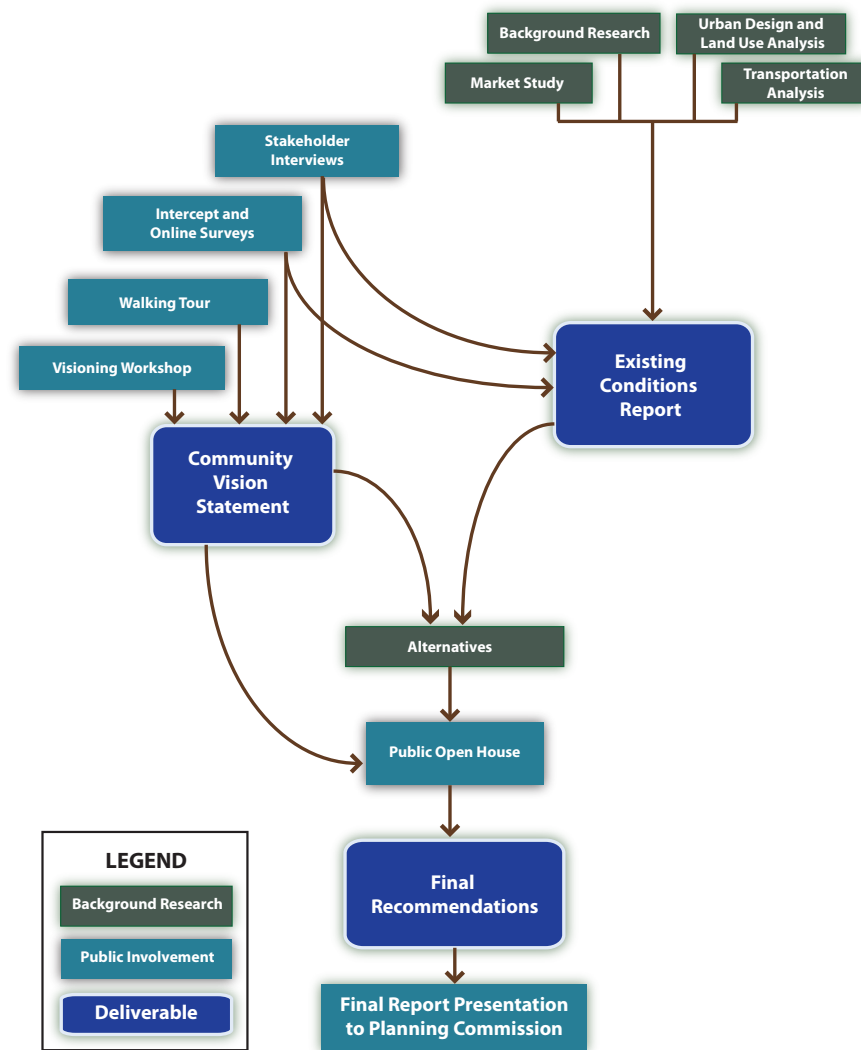 Background Research
Urban Design and
Land Use Analysis
Market Study
Transportation
Analysis
Stakeholder
Interviews
Intercept and
Online Surveys
Walking Tour
Visioning Workshop
Existing
Conditions
Report
Community
Vision
Statement
Alternatives
Public Open House
Final
Recommendations
Final Report Presentation
to Planning Commission
LEGEND
Background Research
Public Involvement
Deliverable